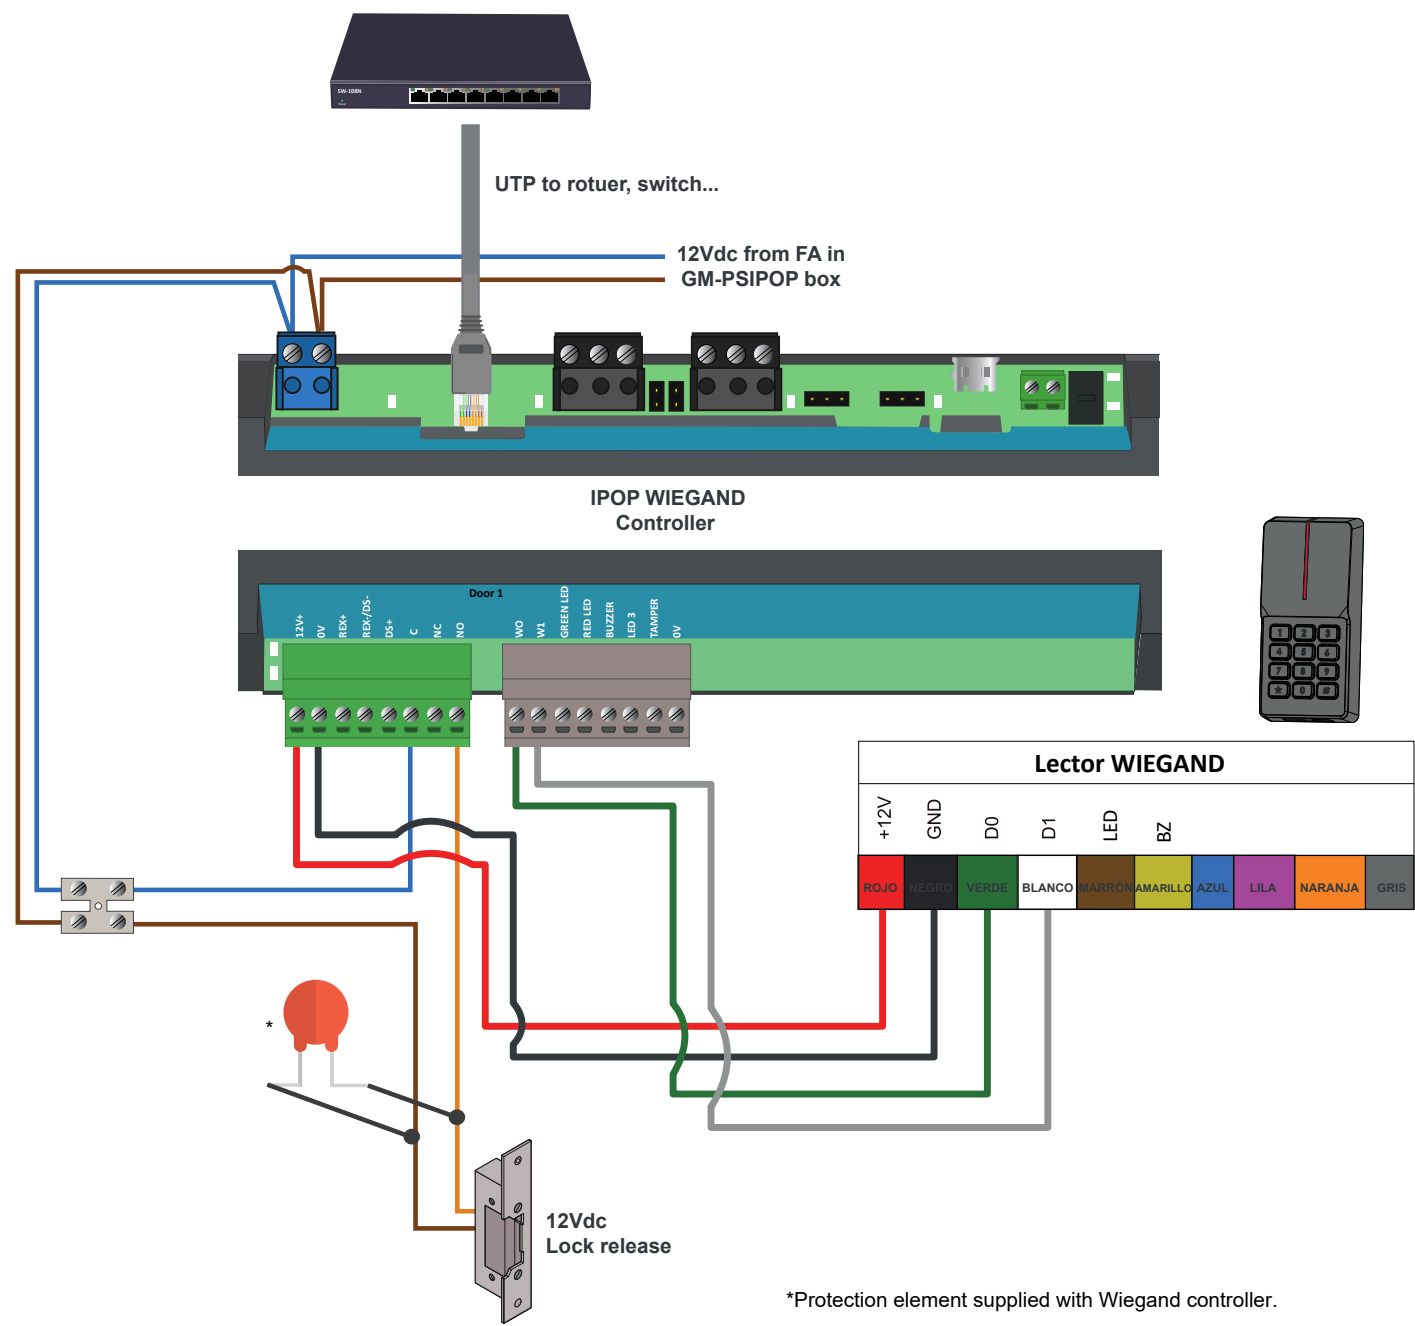 SW-108N
Power
UTP to rotuer, switch...
12Vdc from FA in
GM-PSIPOP box
IPOP WIEGAND
Controller
Door 1
12V+
0V
REX+
REX-/DS-
DS+
C
NC
NO
WO
W1
GREEN LED
RED LED
BUZZER
LED 3
TAMPER
0V
1 2 3
4 5 6
7 8 9
* 0 #
Lector WIEGAND
+12V GND D0 D1 LED BZ
ROJO NEGRO VERDE BLANCO MARRÓN AMARILLO AZUL LILA NARANJA GRIS
*
12Vdc
Lock release
*Protection element supplied with Wiegand controller.